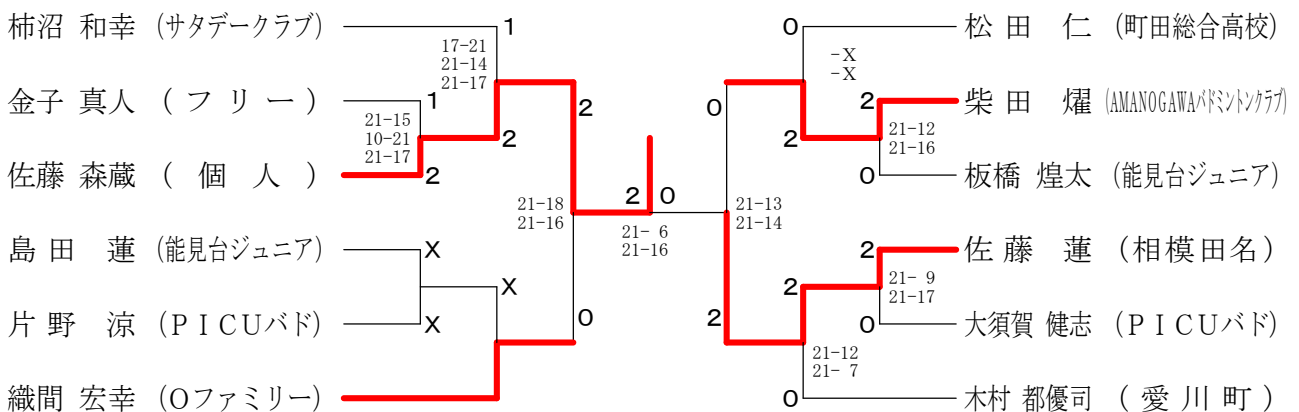 柿沼 和幸 (サタデークラブ)
1
17-21
21-14
21-17
金子 真人 ( フ リ ー )
1
21-15
10-21
21-17
2
2
佐藤 森蔵 ( 個 人 )
2
21-18
21-16
島 田 蓮 (能見台ジュニア)
X
X
片 野 涼 (ＰＩＣＵバド)
X
0
織間 宏幸 (Oファミリー)
2
0
21- 6
21-16
0
松 田 仁 (町田総合高校)
-X
-X
0
2
柴 田 燿 (AMANOGAWAバドミントンクラブ)
21-12
21-16
2
0
板橋 煌太 (能見台ジュニア)
21-13
21-14
2
佐 藤 蓮 (相模田名)
21- 9
21-17
2
2
0
大須賀 健志 (ＰＩＣＵバド)
21-12
21- 7
0
木村 都優司 ( 愛 川 町 )